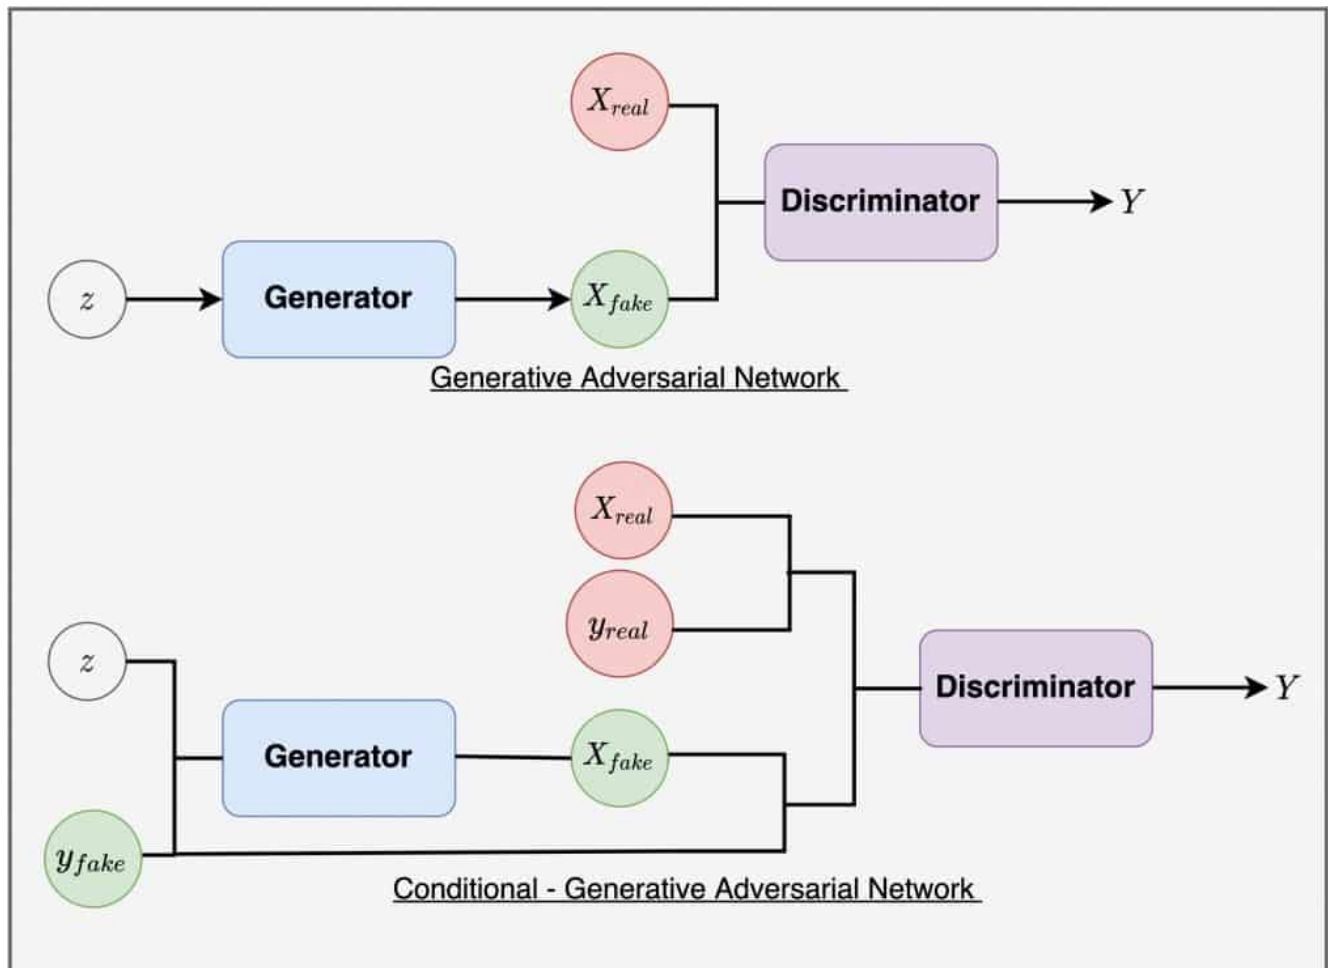 X_real
Discriminator
Y
z
Generator
X_fake
Generative Adversarial Network
X_real
y_real
z
Discriminator
Y
Generator
X_fake
y_fake
Conditional - Generative Adversarial Network